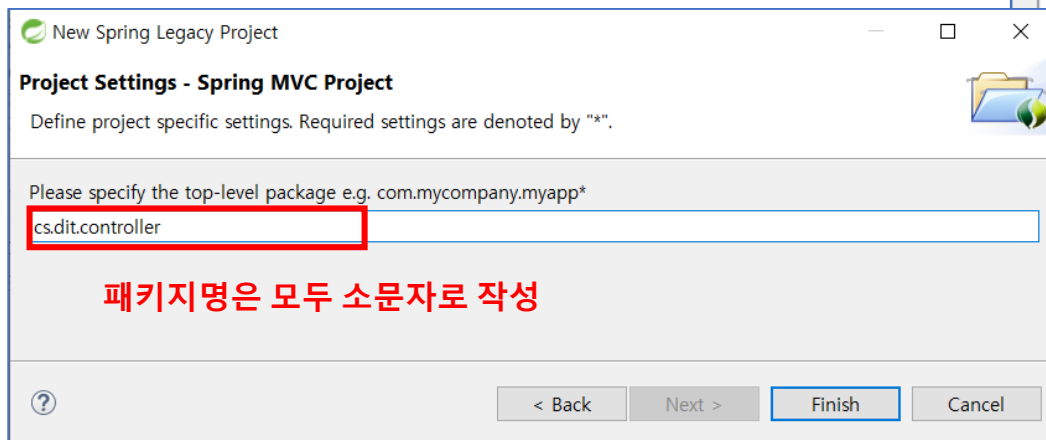 New Spring Legacy Project
Project Settings - Spring MVC Project
Define project specific settings. Required settings are denoted by "*".
Please specify the top-level package e.g. com.mycompany.myapp*
cs.dit.controller
패키지명은 모두 소문자로 작성
?
< Back Next > Finish Cancel